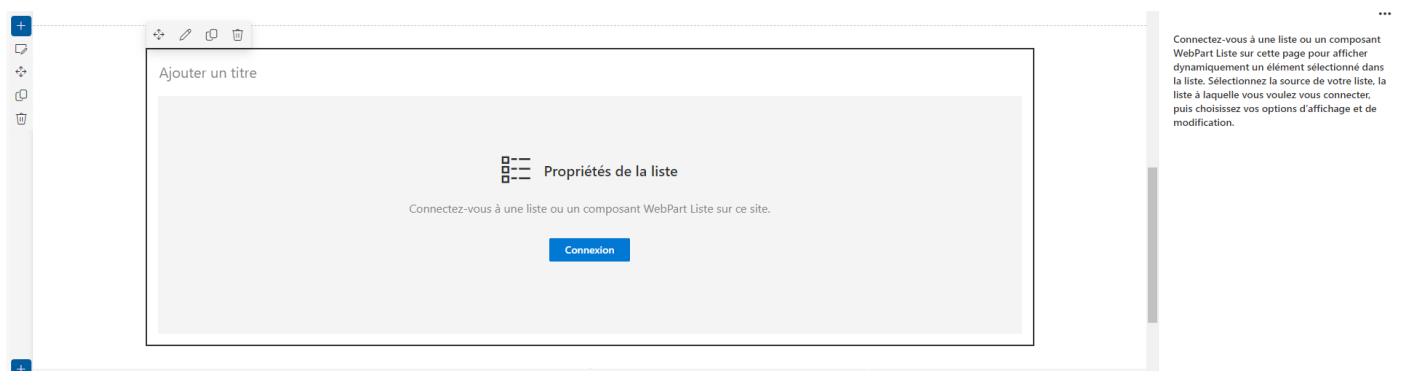 Ajouter un titre
Propriétés de la liste
Connectez-vous à une liste ou un composant WebPart Liste sur ce site.
Connexion
Connectez-vous à une liste ou un composant
WebPart Liste sur cette page pour afficher
dynamiquement un élément sélectionné dans
la liste. Sélectionnez la source de votre liste, la
liste à laquelle vous voulez vous connecter,
puis choisissez vos options d'affichage et de
modification.